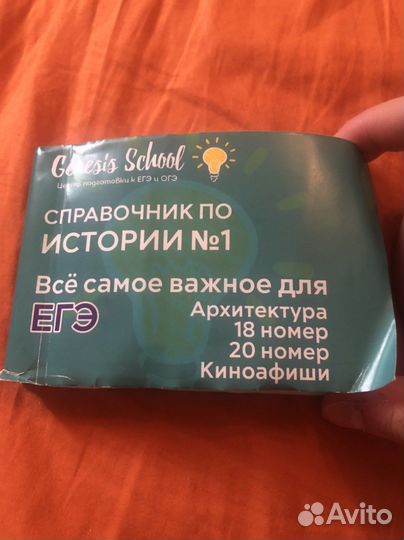 Genesis School
Центр подготовки к ЕГЭ и ОГЭ
СПРАВОЧНИК ПО
ИСТОРИИ №1
Всё самое важное для
ЕГЭ
Архитектура
18 номер
20 номер
Киноафиши
Avito